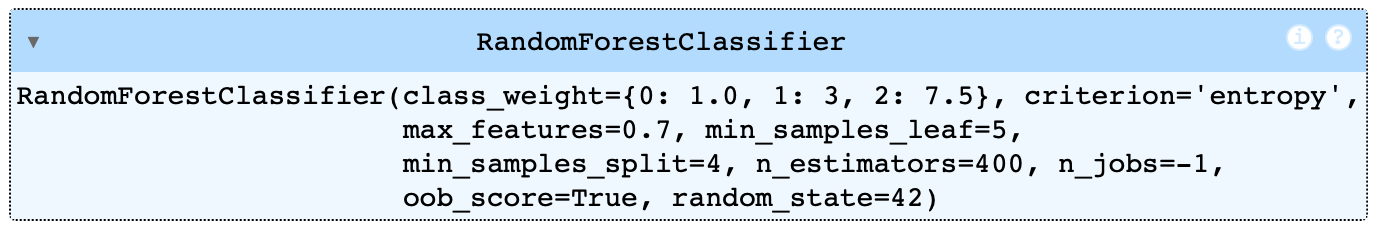 RandomForestClassifier
i ?
RandomForestClassifier(class_weight={0: 1.0, 1: 3, 2: 7.5}, criterion='entropy',
max_features=0.7, min_samples_leaf=5,
min_samples_split=4, n_estimators=400, n_jobs=-1,
oob_score=True, random_state=42)